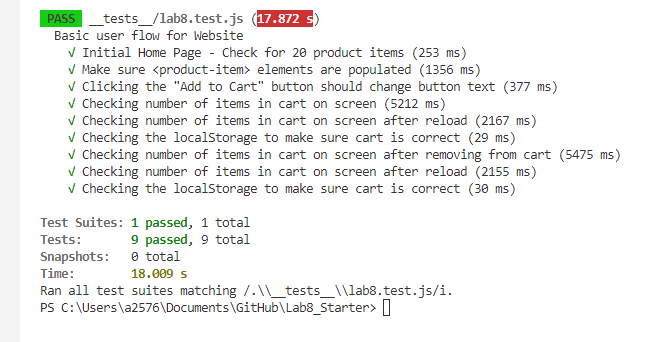 PASS __tests__/lab8.test.js (17.872 s)
Basic user flow for Website
√ Initial Home Page - Check for 20 product items (253 ms)
√ Make sure <product-item> elements are populated (1356 ms)
√ Clicking the "Add to Cart" button should change button text (377 ms)
√ Checking number of items in cart on screen (5212 ms)
√ Checking number of items in cart on screen after reload (2167 ms)
√ Checking the localStorage to make sure cart is correct (29 ms)
√ Checking number of items in cart on screen after removing from cart (5475 ms)
√ Checking number of items in cart on screen after reload (2155 ms)
√ Checking the localStorage to make sure cart is correct (30 ms)
Test Suites: 1 passed, 1 total
Tests: 9 passed, 9 total
Snapshots: 0 total
Time: 18.009 s
Ran all test suites matching /.\\__tests__\\lab8.test.js/i.
PS C:\Users\a2576\Documents\GitHub\Lab8_Starter>